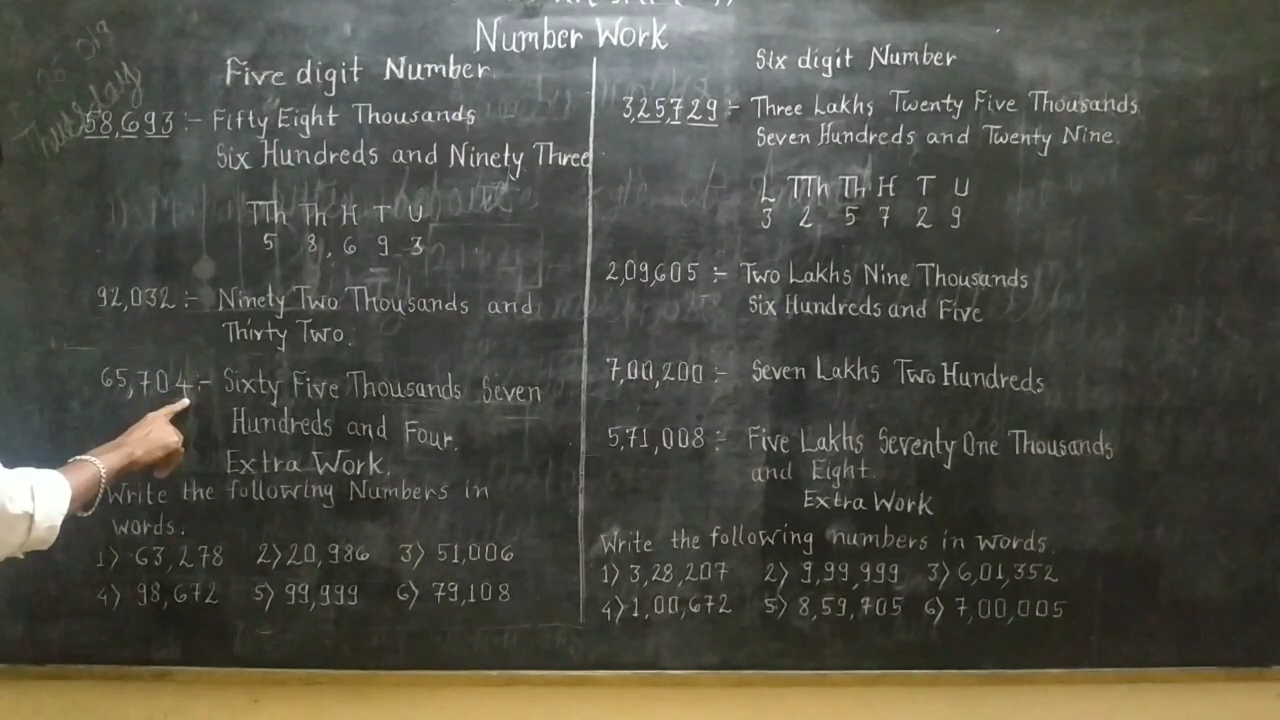 Number Work
Five digit Number
58,693 :- Fifty Eight Thousands
Six Hundreds and Ninety Three
TTh Th H T U
5 8, 6 9 3
92,032 :- Ninety Two Thousands and
Thirty Two.
65,704 :- Sixty Five Thousands Seven
Hundreds and Four.
Extra Work.
Write the following Numbers in
words.
1) 63,278 2) 20,986 3) 51,006
4) 98,672 5) 99,999 6) 79,108
Six digit Number
3,25,729 :- Three Lakhs Twenty Five Thousands
Seven Hundreds and Twenty Nine.
L TTh Th H T U
3 2 5 7 2 9
2,09,605 :- Two Lakhs Nine Thousands
Six Hundreds and Five
7,00,200 :- Seven Lakhs Two Hundreds
5,71,008 :- Five Lakhs Seventy One Thousands
and Eight.
Extra Work
Write the following numbers in words.
1) 3,28,207 2) 9,99,999 3) 6,01,352
4) 1,00,672 5) 8,59,705 6) 7,00,005